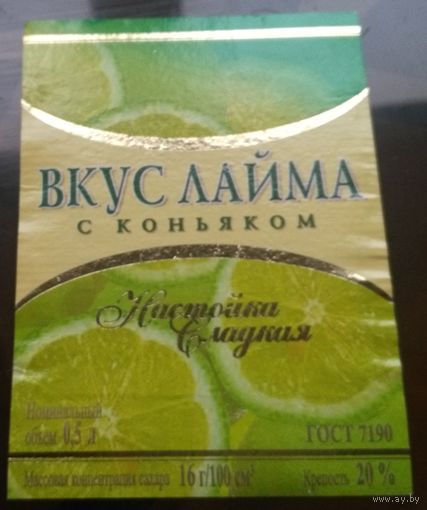 ВКУС ЛАЙМА
С КОНЬЯКОМ
Настойка
Сладкая
Номинальный
объем 0,5 л
ГОСТ 7190
Массовая концентрация сахара 16 г/100 см³ Крепость 20 %
www.ay.by